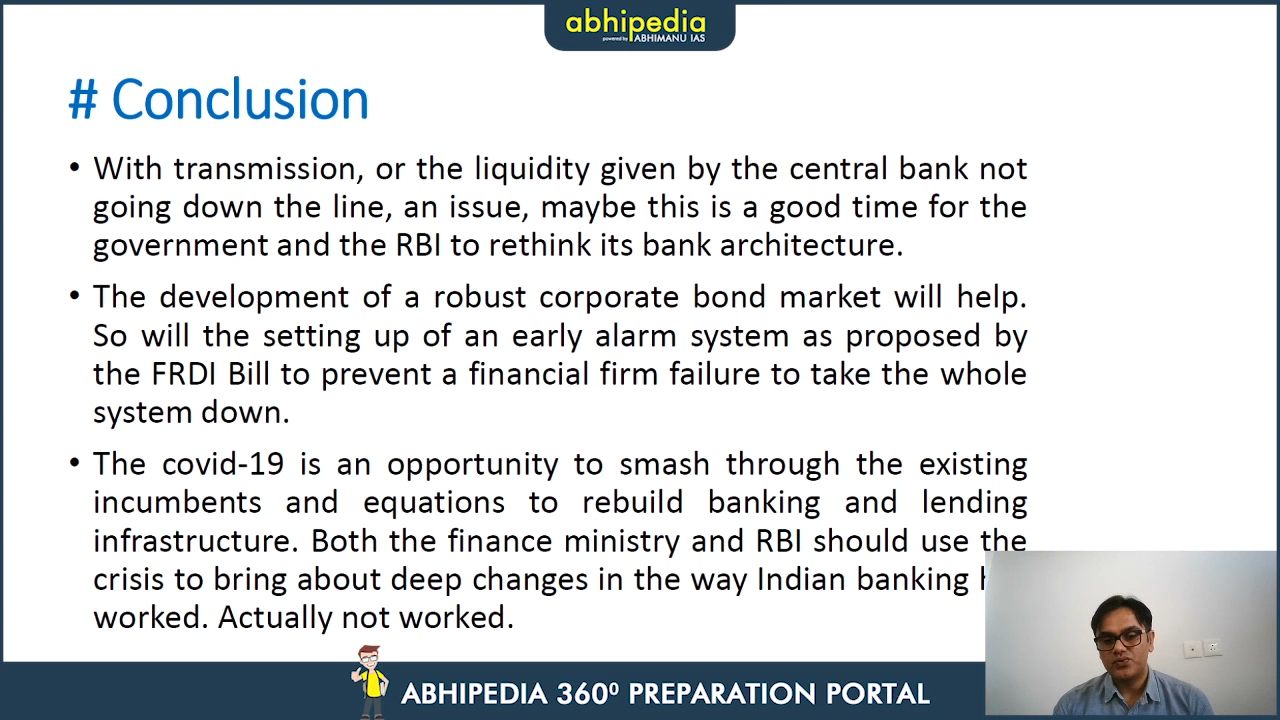 abhipedia
powered by ABHIMANU IAS
# Conclusion
• With transmission, or the liquidity given by the central bank not
going down the line, an issue, maybe this is a good time for the
government and the RBI to rethink its bank architecture.
• The development of a robust corporate bond market will help.
So will the setting up of an early alarm system as proposed by
the FRDI Bill to prevent a financial firm failure to take the whole
system down.
• The covid-19 is an opportunity to smash through the existing
incumbents and equations to rebuild banking and lending
infrastructure. Both the finance ministry and RBI should use the
crisis to bring about deep changes in the way Indian banking
worked. Actually not worked.
ABHIPEDIA 360⁰ PREPARATION PORTAL